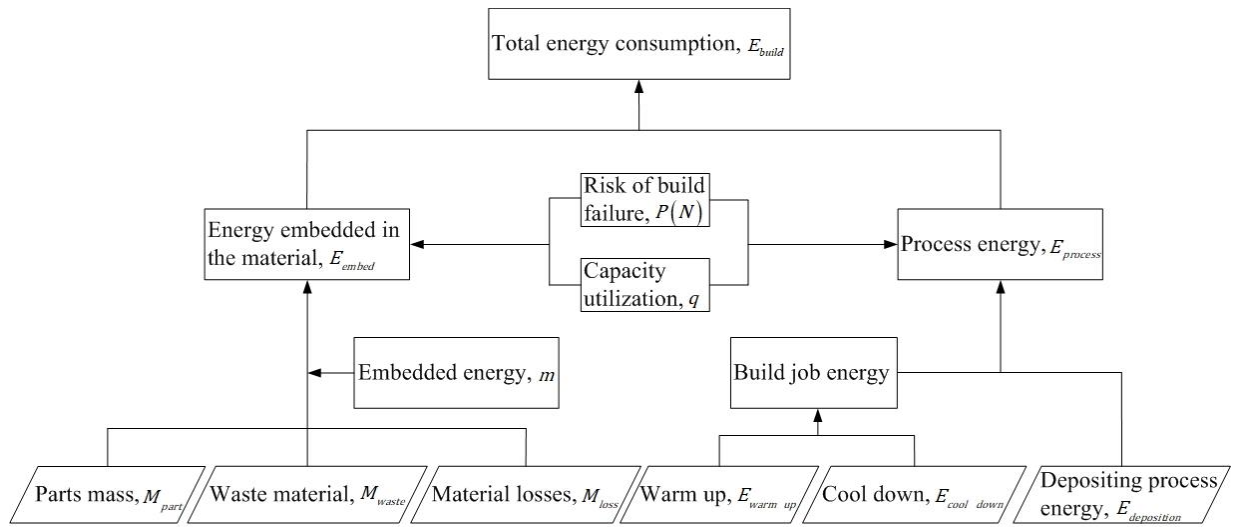 Total energy consumption, E_build
Risk of build
failure, P(N)
Energy embedded in
the material, E_embed
Process energy, E_process
Capacity
utilization, q
Embedded energy, m
Build job energy
Parts mass, M_part
Waste material, M_waste
Material losses, M_loss
Warm up, E_warm up
Cool down, E_cool down
Depositing process
energy, E_deposition